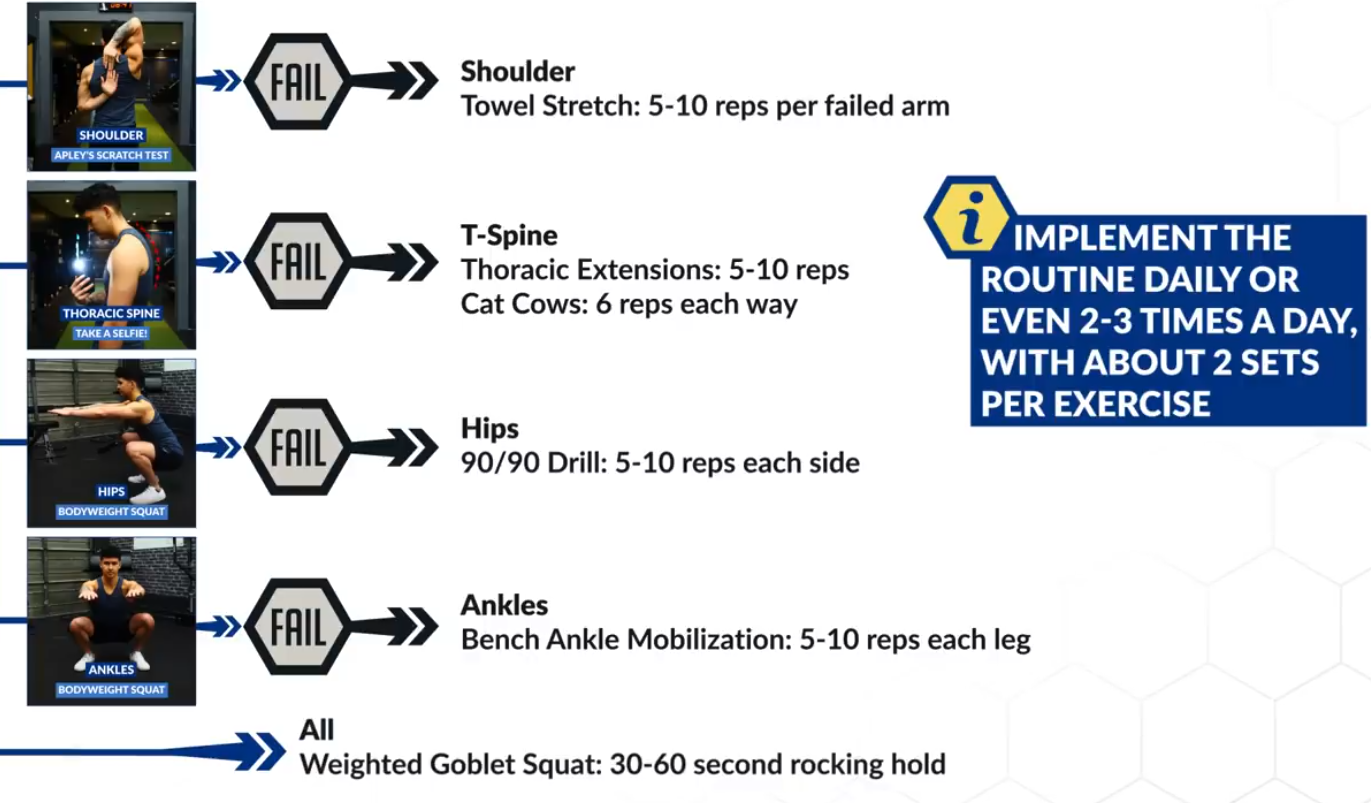 FAIL
Shoulder
Towel Stretch: 5-10 reps per failed arm
SHOULDER
APLEY'S SCRATCH TEST
FAIL
T-Spine
Thoracic Extensions: 5-10 reps
Cat Cows: 6 reps each way
THORACIC SPINE
TAKE A SELFIE!
i
IMPLEMENT THE
ROUTINE DAILY OR
EVEN 2-3 TIMES A DAY,
WITH ABOUT 2 SETS
PER EXERCISE
FAIL
Hips
90/90 Drill: 5-10 reps each side
HIPS
BODYWEIGHT SQUAT
FAIL
Ankles
Bench Ankle Mobilization: 5-10 reps each leg
ANKLES
BODYWEIGHT SQUAT
All
Weighted Goblet Squat: 30-60 second rocking hold